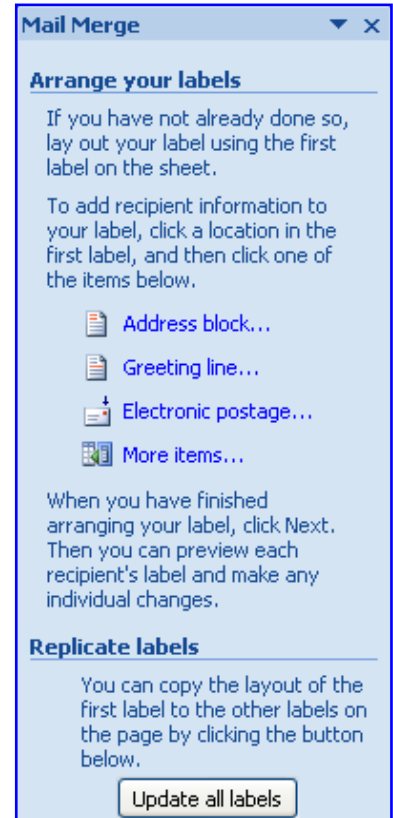 Mail Merge
Arrange your labels
If you have not already done so,
lay out your label using the first
label on the sheet.
To add recipient information to
your label, click a location in the
first label, and then click one of
the items below.
Address block...
Greeting line...
Electronic postage...
More items...
When you have finished
arranging your label, click Next.
Then you can preview each
recipient's label and make any
individual changes.
Replicate labels
You can copy the layout of the
first label to the other labels on
the page by clicking the button
below.
Update all labels